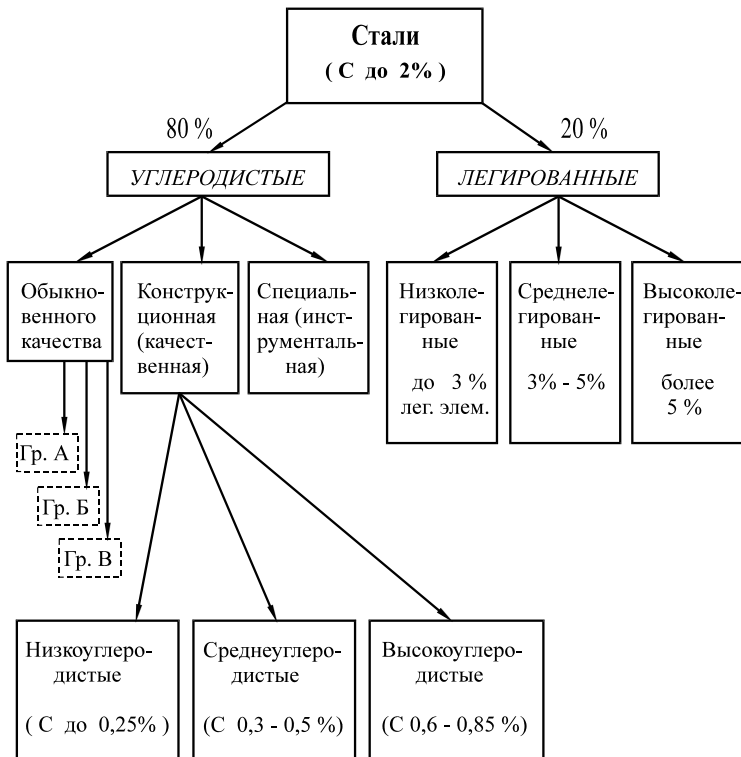 Стали
( С до 2% )
80 %
20 %
УГЛЕРОДИСТЫЕ
ЛЕГИРОВАННЫЕ
Обыкно-
венного
качества
Конструк-
ционная
(качест-
венная)
Специаль-
ная (инст-
рументаль-
ная)
Низколе-
гирован-
ные
до 3 %
лег. элем.
Среднеле-
гирован-
ные
3% - 5%
Высоколе-
гирован-
ные
более
5 %
Гр. А
Гр. Б
Гр. В
Низкоуглеро-
дистые
( С до 0,25% )
Среднеуглеро-
дистые
(С 0,3 - 0,5 %)
Высокоуглеро-
дистые
(С 0,6 - 0,85 %)